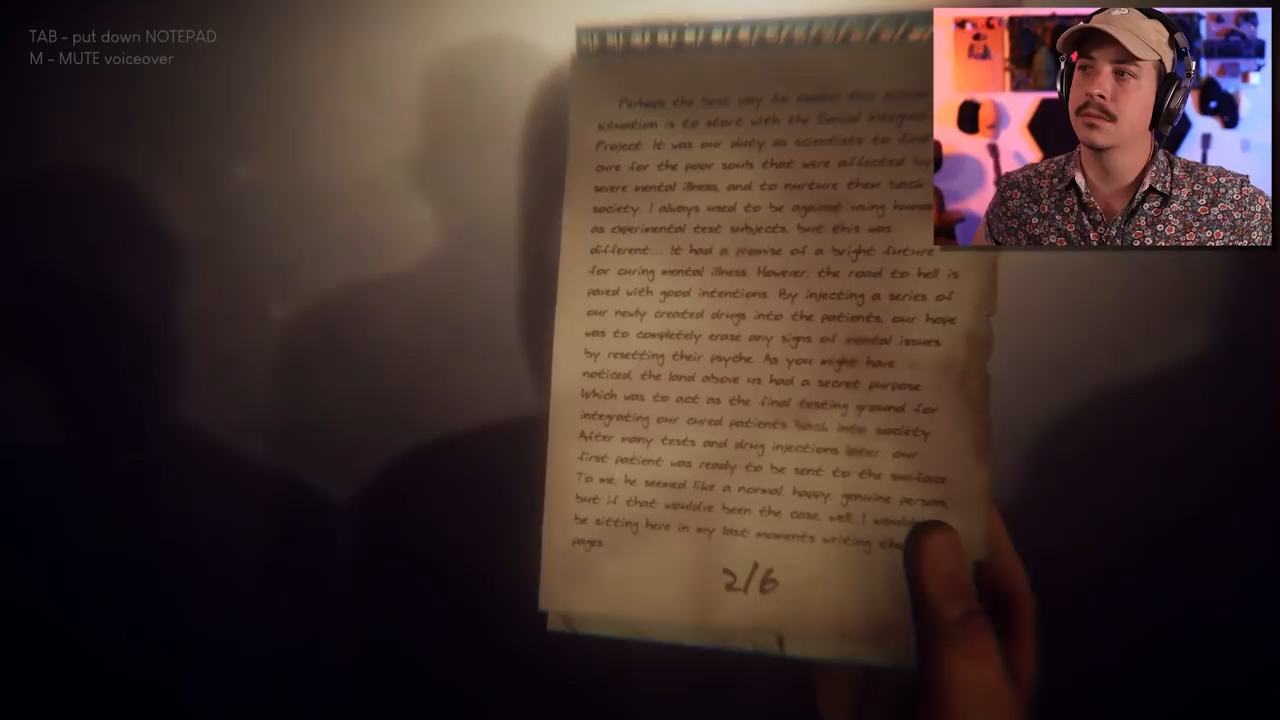 TAB - put down NOTEPAD
M - MUTE voiceover
Perhaps the best way to explain this
situation is to start with the
Project. It was our duty as scientists to find
cure for the poor souls that were affected by
severe mental illness, and to nurture them back
society. I always used to be against using human
as experimental test subjects, but this was
different... It had a promise of a bright future
for curing mental illness. However, the road to hell is
paved with good intentions. By injecting a series of
our newly created drugs into the patients, our hope
was to completely erase any signs of mental issues
by resetting their psyche. As you might have
noticed, the land above us had a secret purpose.
Which was to act as the final testing ground for
integrating our cured patients back into society.
After many tests and drug injections later our
first patient was ready to be sent to the surface.
To me, he seemed like a normal, happy, genuine person,
but if that would've been the case, well, I
be sitting here in my last moments writing
pages.
2/6